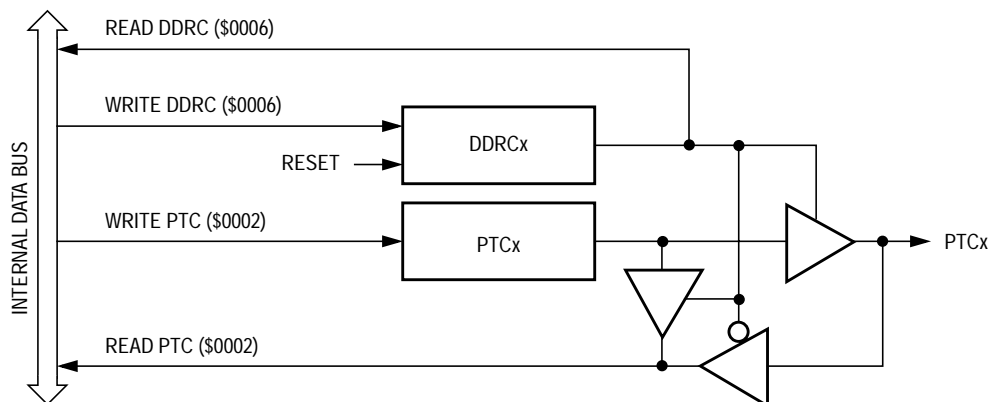 READ DDRC ($0006)
WRITE DDRC ($0006)
DDRCx
RESET
WRITE PTC ($0002)
PTCx
PTCx
READ PTC ($0002)
INTERNAL DATA BUS